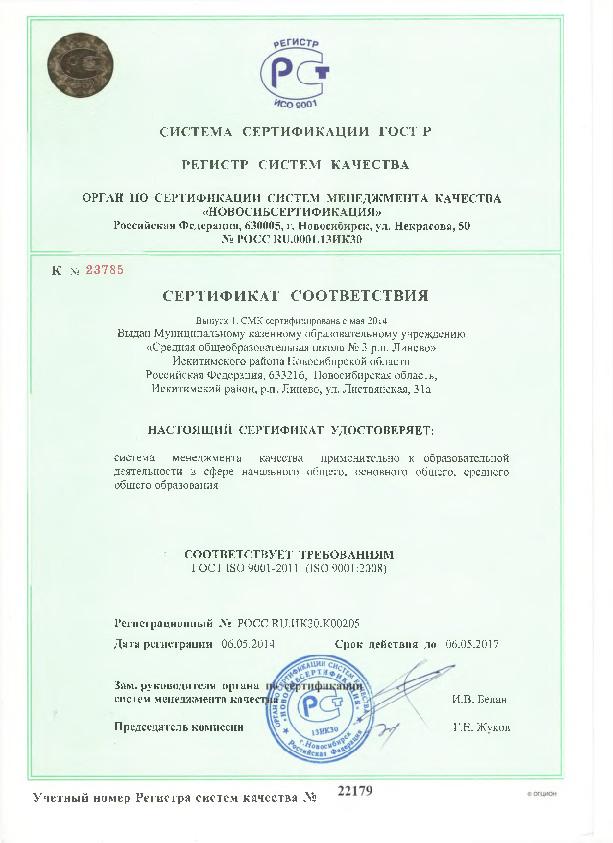 РЕГИСТР
РСТ
ИСО 9001
СИСТЕМА СЕРТИФИКАЦИИ ГОСТ Р
РЕГИСТР СИСТЕМ КАЧЕСТВА
ОРГАН ПО СЕРТИФИКАЦИИ СИСТЕМ МЕНЕДЖМЕНТА КАЧЕСТВА
«НОВОСИБСЕРТИФИКАЦИЯ»
Российская Федерация, 630005, г. Новосибирск, ул. Некрасова, 50
№ РОСС RU.0001.13ИК30
К № 23785
СЕРТИФИКАТ СООТВЕТСТВИЯ
Выпуск 1. СМК сертифицирована с мая 2014
Выдан Муниципальному казенному образовательному учреждению
«Средняя общеобразовательная школа № 3 р.п. Линево»
Искитимского района Новосибирской области
Российская Федерация, 633216, Новосибирская область,
Искитимский район, р.п. Линево, ул. Листвянская, 31а
НАСТОЯЩИЙ СЕРТИФИКАТ УДОСТОВЕРЯЕТ:
система менеджмента качества применительно к образовательной
деятельности в сфере начального общего, основного общего, среднего
общего образования
СООТВЕТСТВУЕТ ТРЕБОВАНИЯМ
ГОСТ ISO 9001-2011 (ISO 9001:2008)
Регистрационный № РОСС RU.ИК30.К00205
Дата регистрации 06.05.2014 Срок действия до 06.05.2017
Зам. руководителя органа по сертификации
систем менеджмента качества И.В. Белан
Председатель комиссии Г.Е. Жуков
ОРГАН ПО СЕРТИФИКАЦИИ СИСТЕМ МЕНЕДЖМЕНТА КАЧЕСТВА
«НОВОСИБСЕРТИФИКАЦИЯ»
РСТ
13ИК30
г.Новосибирск
Российская Федерация
Учетный номер Регистра систем качества № 22179
© ОПЦИОН